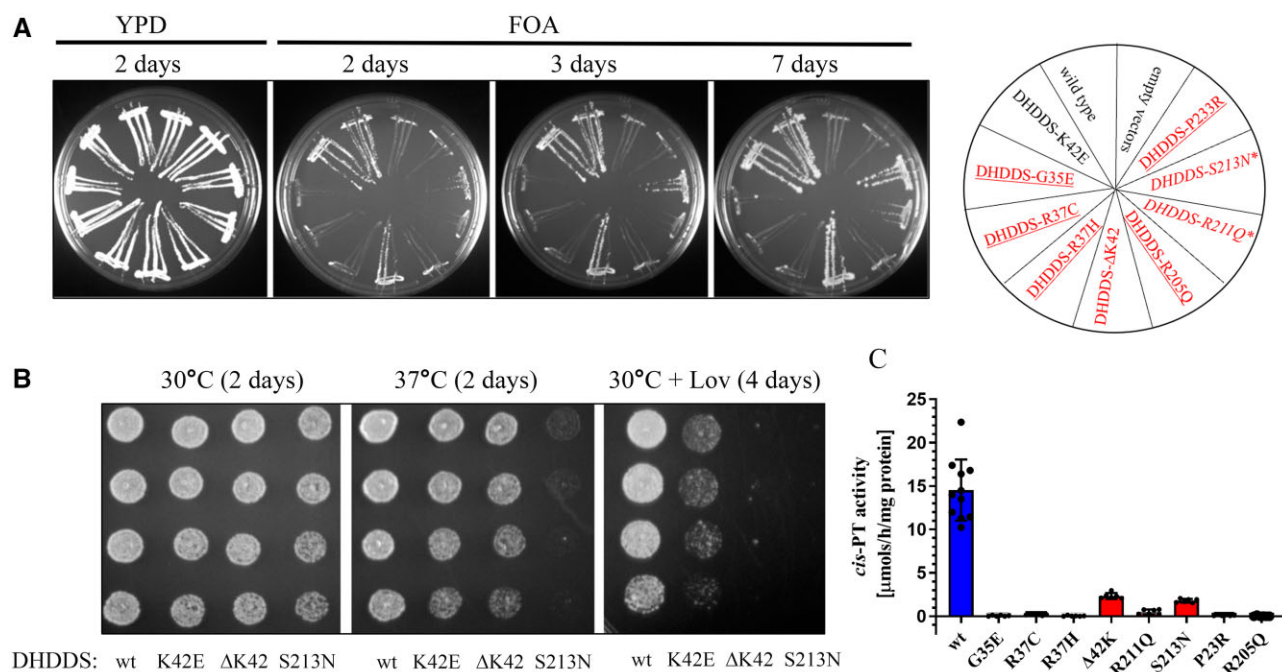 A
YPD
FOA
2 days
2 days
3 days
7 days
wild type
empty vectors
DHDDS-K42E
DHDDS-P233R
DHDDS-S213N*
DHDDS-G35E
DHDDS-R211Q*
DHDDS-R37C
DHDDS-R205Q
DHDDS-R37H
DHDDS-ΔK42
B
30°C (2 days)
37°C (2 days)
30°C + Lov (4 days)
DHDDS: wt K42E ΔK42 S213N wt K42E ΔK42 S213N wt K42E ΔK42 S213N
C
cis-PT activity
[μmols/h/mg protein]
25
20
15
10
5
0
wt
G35E
R37C
R37H
Δ42K
R211Q
S213N
P23R
R205Q